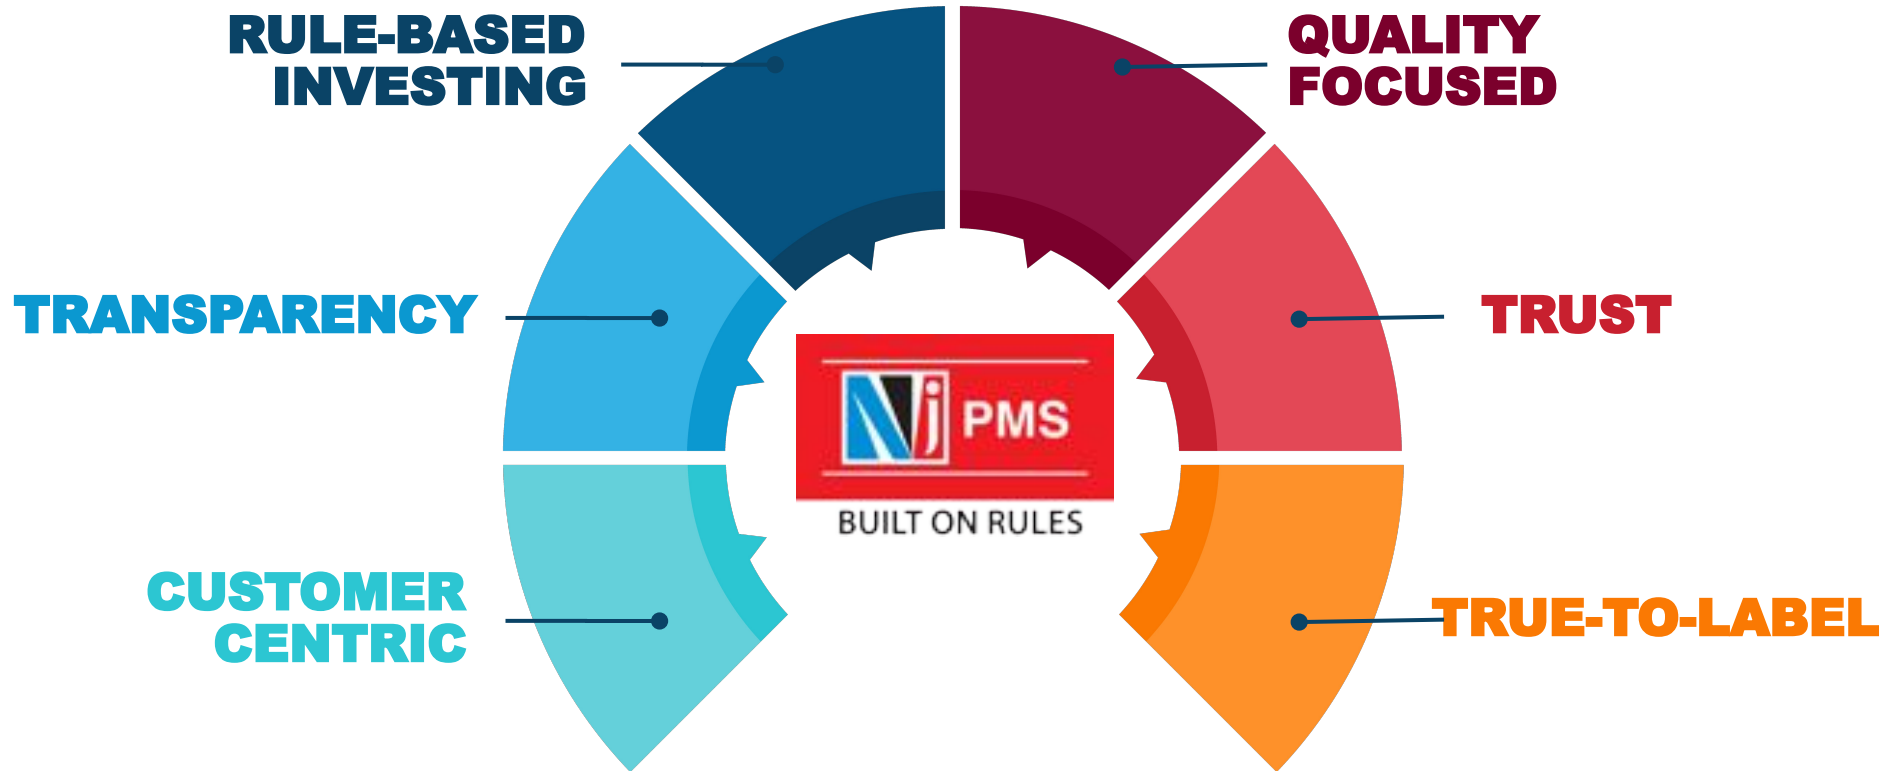 RULE-BASED
INVESTING
QUALITY
FOCUSED
TRANSPARENCY
TRUST
Nj PMS
BUILT ON RULES
CUSTOMER
CENTRIC
TRUE-TO-LABEL